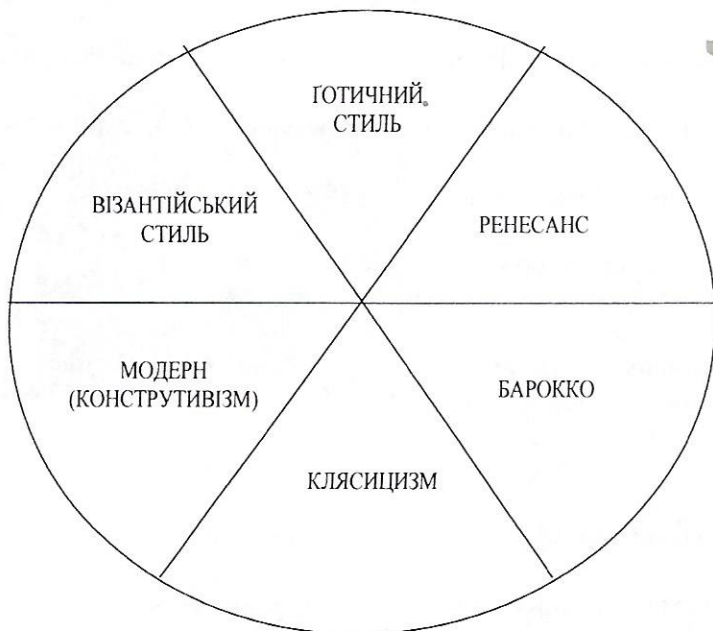 ҐОТИЧНИЙ
СТИЛЬ
ВІЗАНТІЙСЬКИЙ
СТИЛЬ
РЕНЕСАНС
МОДЕРН
(КОНСТРУТИВІЗМ)
БАРОККО
КЛЯСИЦИЗМ